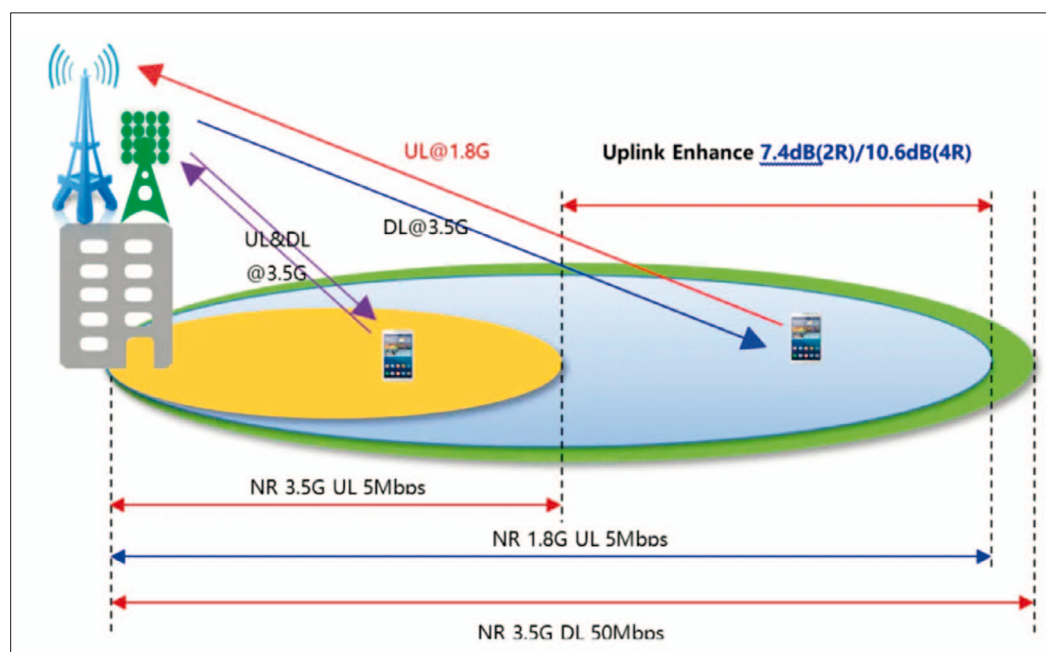 UL@1.8G
Uplink Enhance 7.4dB(2R)/10.6dB(4R)
DL@3.5G
UL&DL
@3.5G
NR 3.5G UL 5Mbps
NR 1.8G UL 5Mbps
NR 3.5G DL 50Mbps